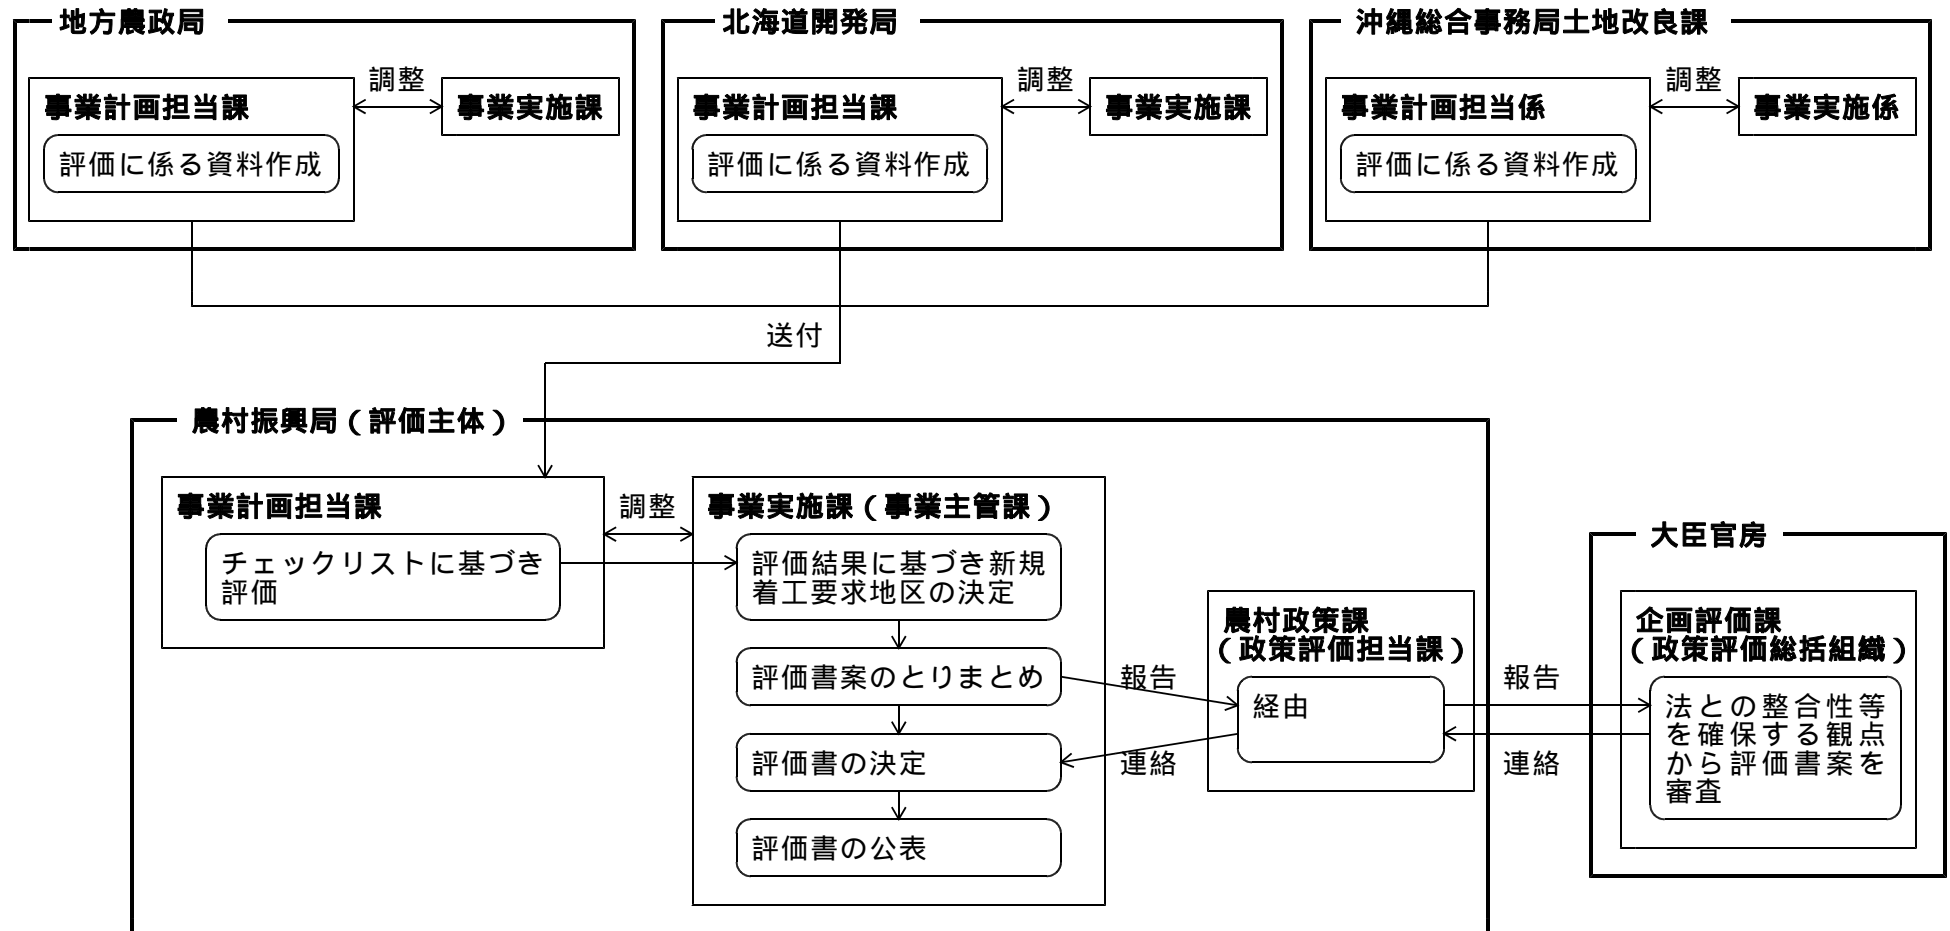 地方農政局
北海道開発局
沖縄総合事務局土地改良課
調整
調整
調整
事業計画担当課
事業実施課
事業計画担当課
事業実施課
事業計画担当係
事業実施係
評価に係る資料作成
評価に係る資料作成
評価に係る資料作成
送付
農村振興局（評価主体）
事業計画担当課
調整
事業実施課（事業主管課）
チェックリストに基づき
評価
評価結果に基づき新規
着工要求地区の決定
評価書案のとりまとめ
評価書の決定
評価書の公表
報告
連絡
農村政策課
（政策評価担当課）
経由
報告
連絡
大臣官房
企画評価課
（政策評価総括組織）
法との整合性等
を確保する観点
から評価書案を
審査